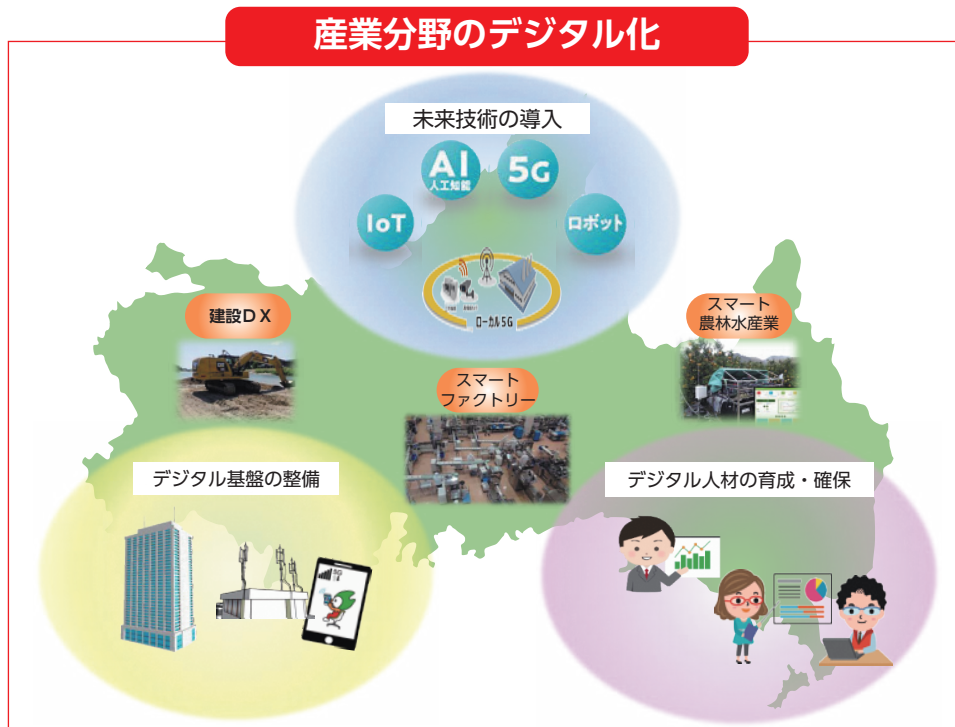 産業分野のデジタル化
未来技術の導入
AI
人工知能
5G
IoT
ロボット
ローカル5G
建設DX
スマート
農林水産業
スマート
ファクトリー
デジタル基盤の整備
デジタル人材の育成・確保
5G